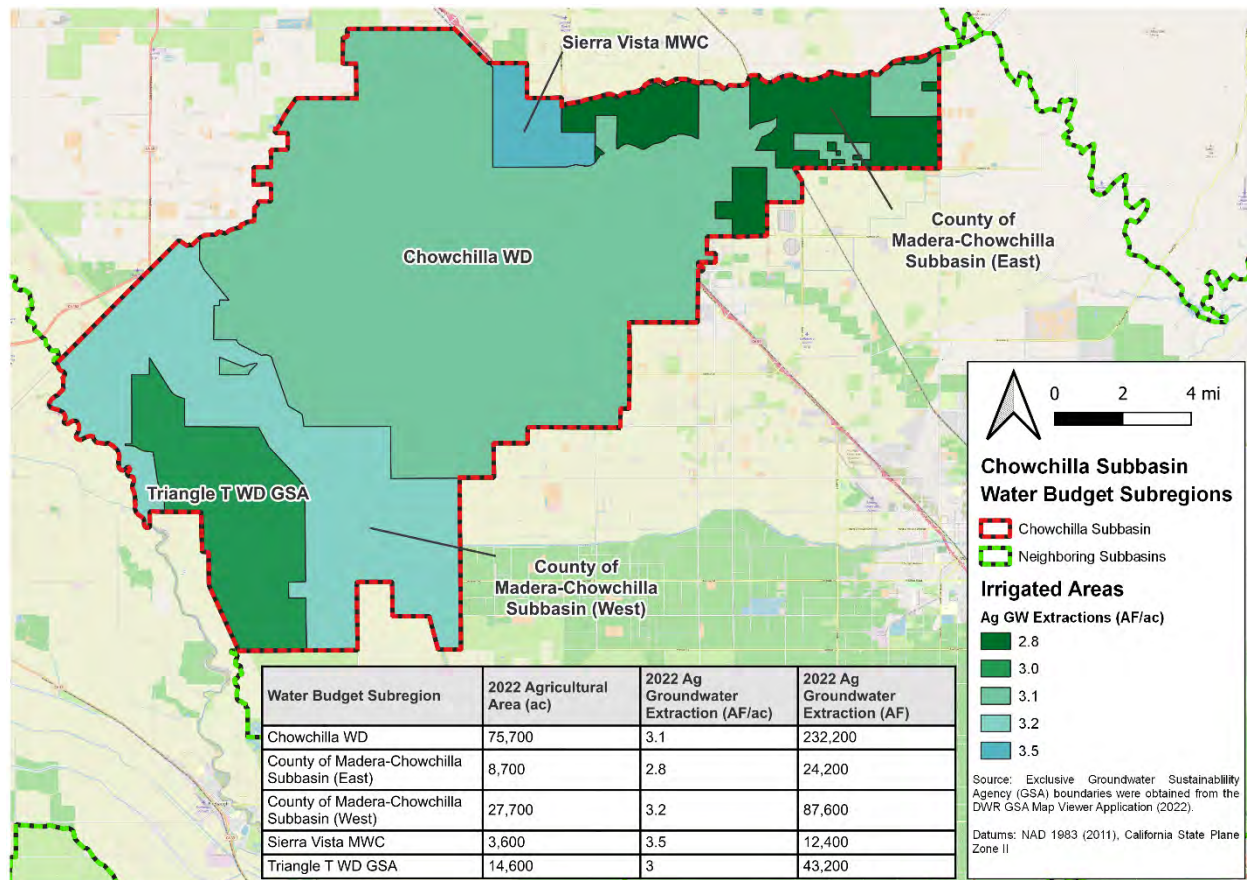 Sierra Vista MWC
County of
Madera-Chowchilla
Subbasin (East)
Chowchilla WD
Triangle T WD GSA
County of
Madera-Chowchilla
Subbasin (West)
0 2 4 mi
Chowchilla Subbasin
Water Budget Subregions
Chowchilla Subbasin
Neighboring Subbasins
Irrigated Areas
Ag GW Extractions (AF/ac)
2.8
3.0
3.1
3.2
3.5
Source: Exclusive Groundwater Sustainablility
Agency (GSA) boundaries were obtained from the
DWR GSA Map Viewer Application (2022).
Datums: NAD 1983 (2011), California State Plane
Zone II
Water Budget Subregion
2022 Agricultural
Area (ac)
2022 Ag
Groundwater
Extraction (AF/ac)
2022 Ag
Groundwater
Extraction (AF)
Chowchilla WD 75,700 3.1 232,200
County of Madera-Chowchilla
Subbasin (East) 8,700 2.8 24,200
County of Madera-Chowchilla
Subbasin (West) 27,700 3.2 87,600
Sierra Vista MWC 3,600 3.5 12,400
Triangle T WD GSA 14,600 3 43,200